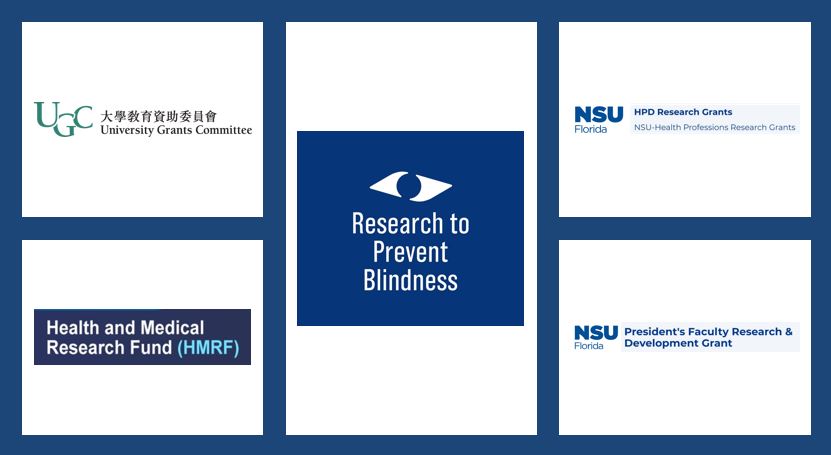 UGC
大學教育資助委員會
University Grants Committee
Health and Medical
Research Fund (HMRF)
Research to
Prevent
Blindness
NSU
Florida
HPD Research Grants
NSU-Health Professions Research Grants
NSU
Florida
President's Faculty Research &
Development Grant